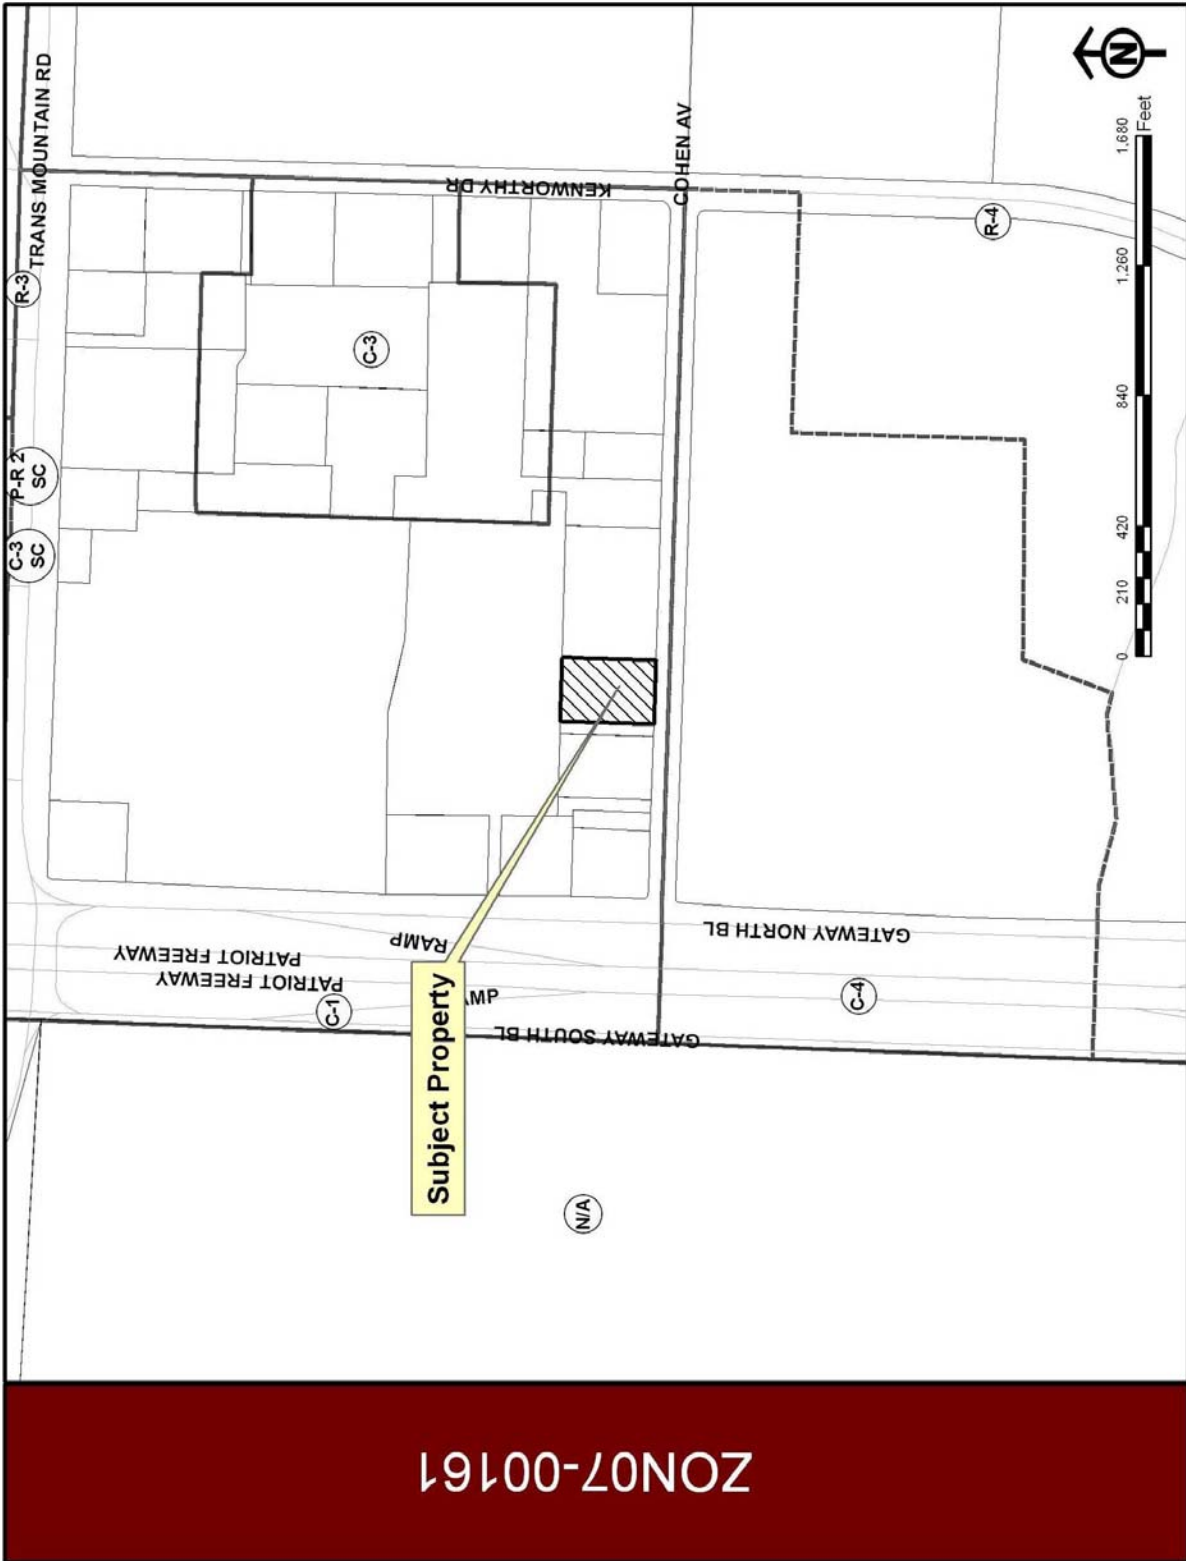 ZON07-00161
TRANS MOUNTAIN RD
R-3
P-R 2
SC
C-3
SC
KENWORTHY DR
COHEN AV
C-3
R-4
PATRIOT FREEWAY
PATRIOT FREEWAY
RAMP
C-1
GATEWAY SOUTH BL
GATEWAY NORTH BL
C-4
Subject Property
N/A
N
0 210 420 840 1,260 1,680
Feet